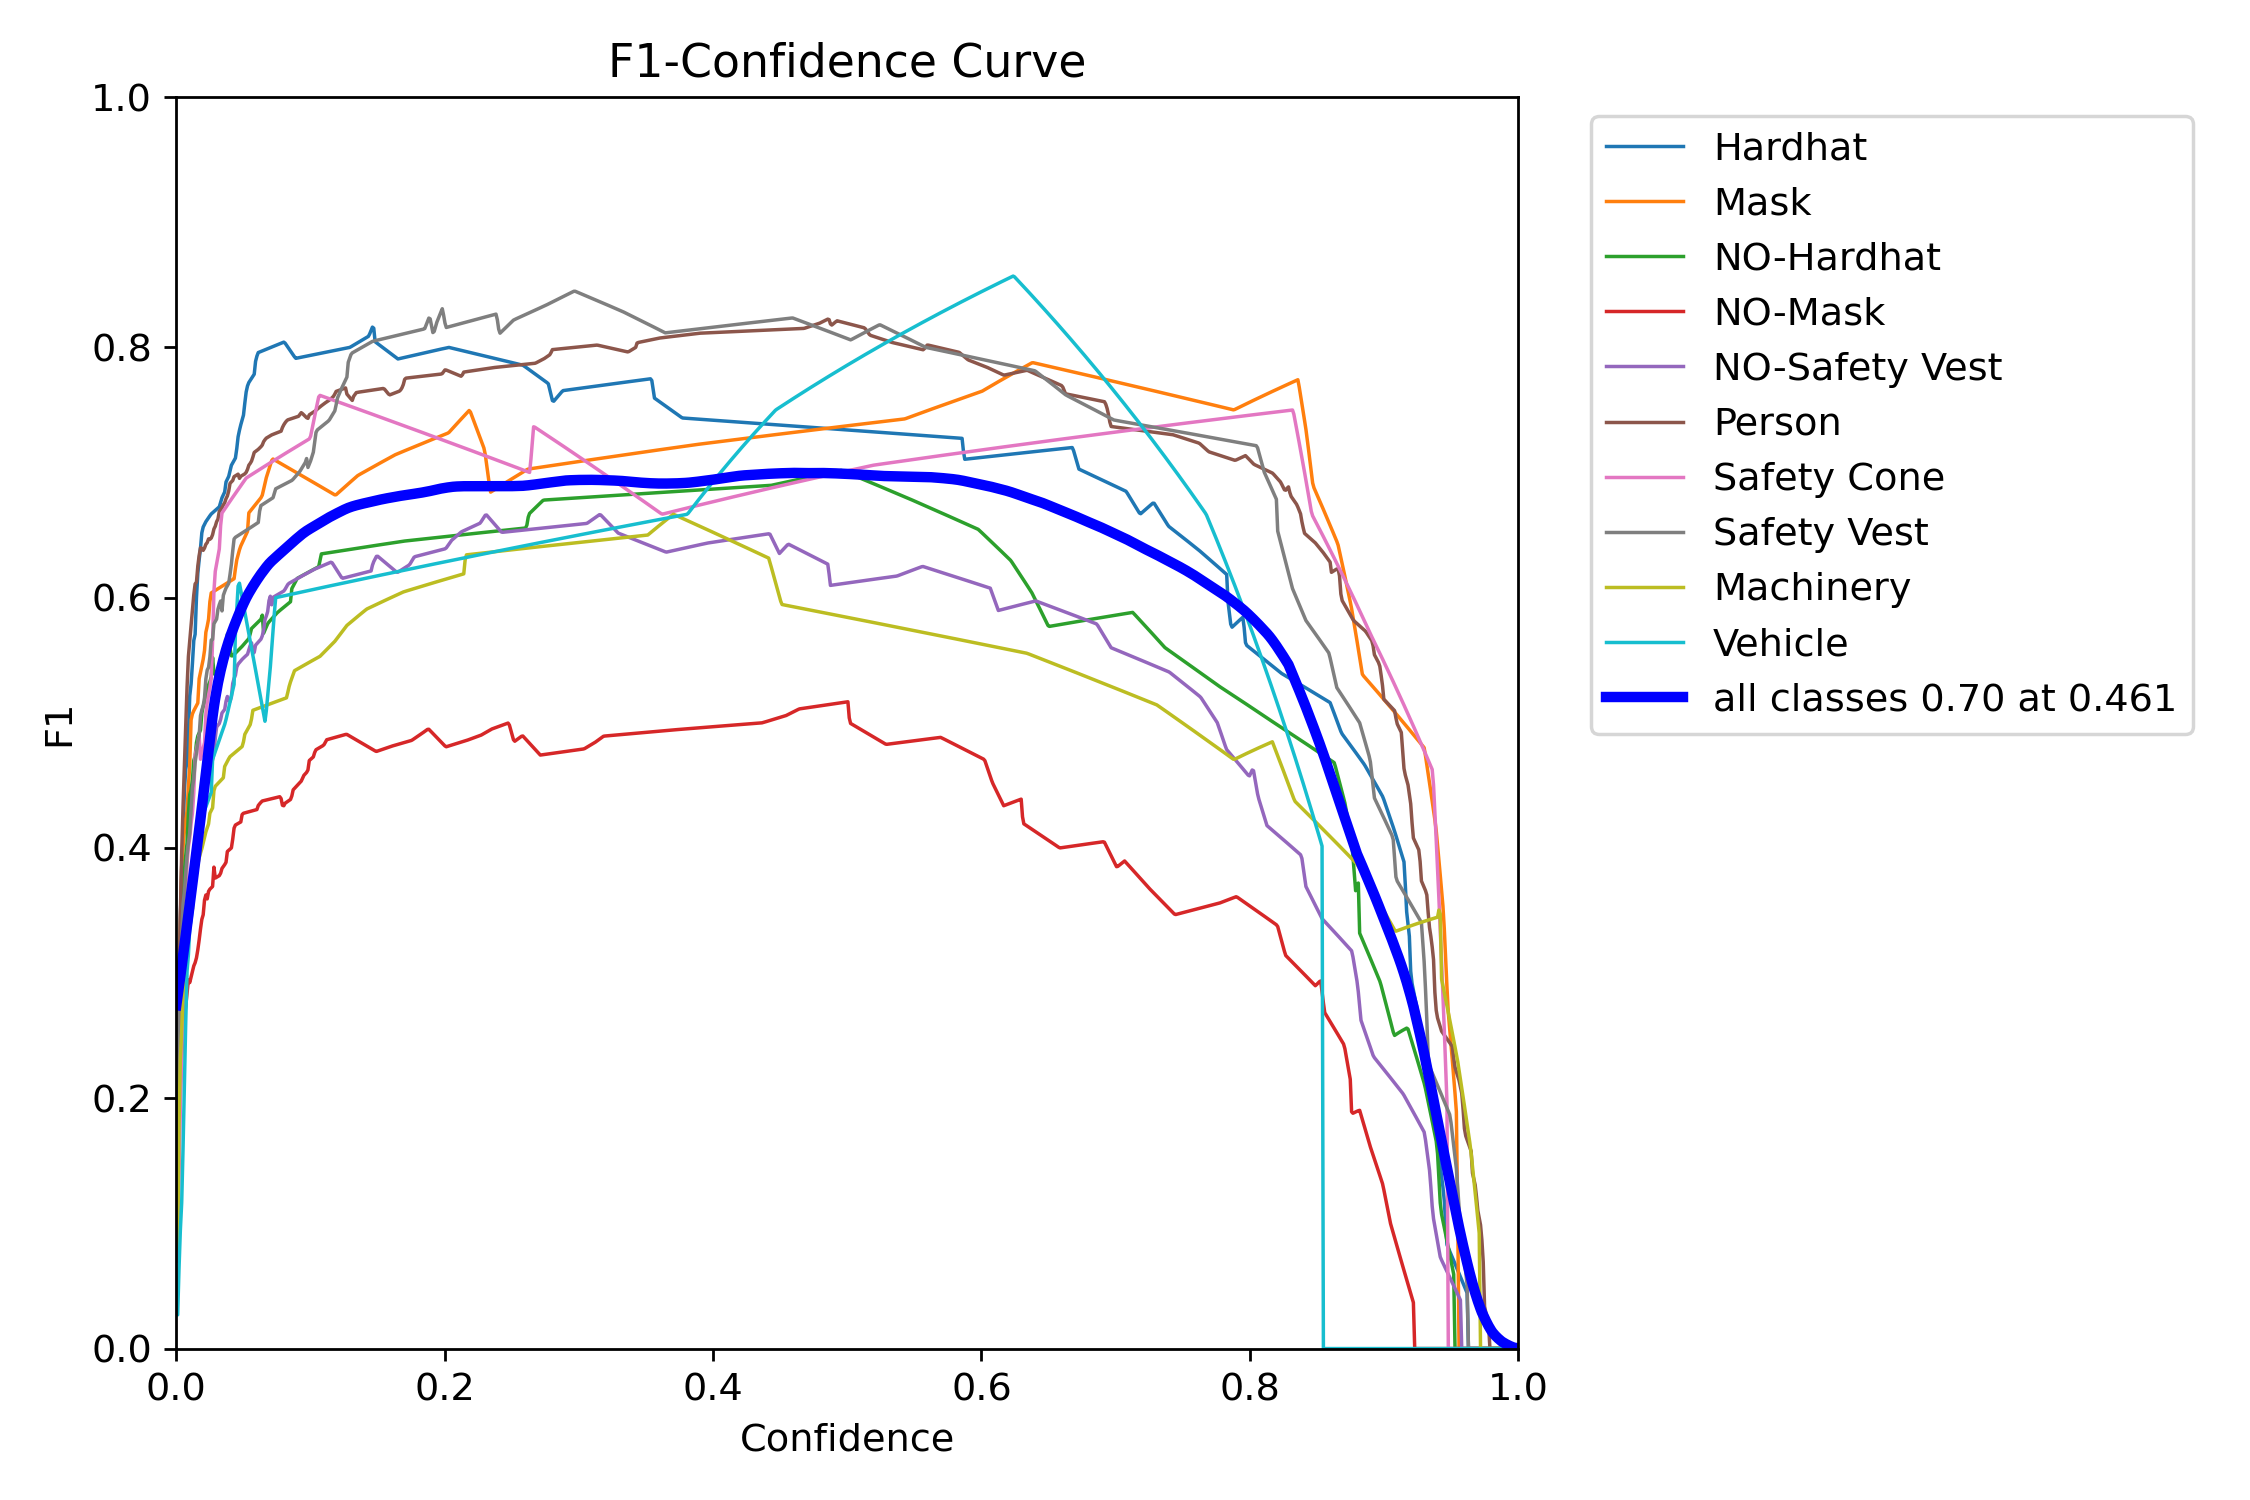 F1-Confidence Curve
1.0
0.8
0.6
0.4
0.2
0.0
F1
0.0 0.2 0.4 0.6 0.8 1.0
Confidence
Hardhat
Mask
NO-Hardhat
NO-Mask
NO-Safety Vest
Person
Safety Cone
Safety Vest
Machinery
Vehicle
all classes 0.70 at 0.461